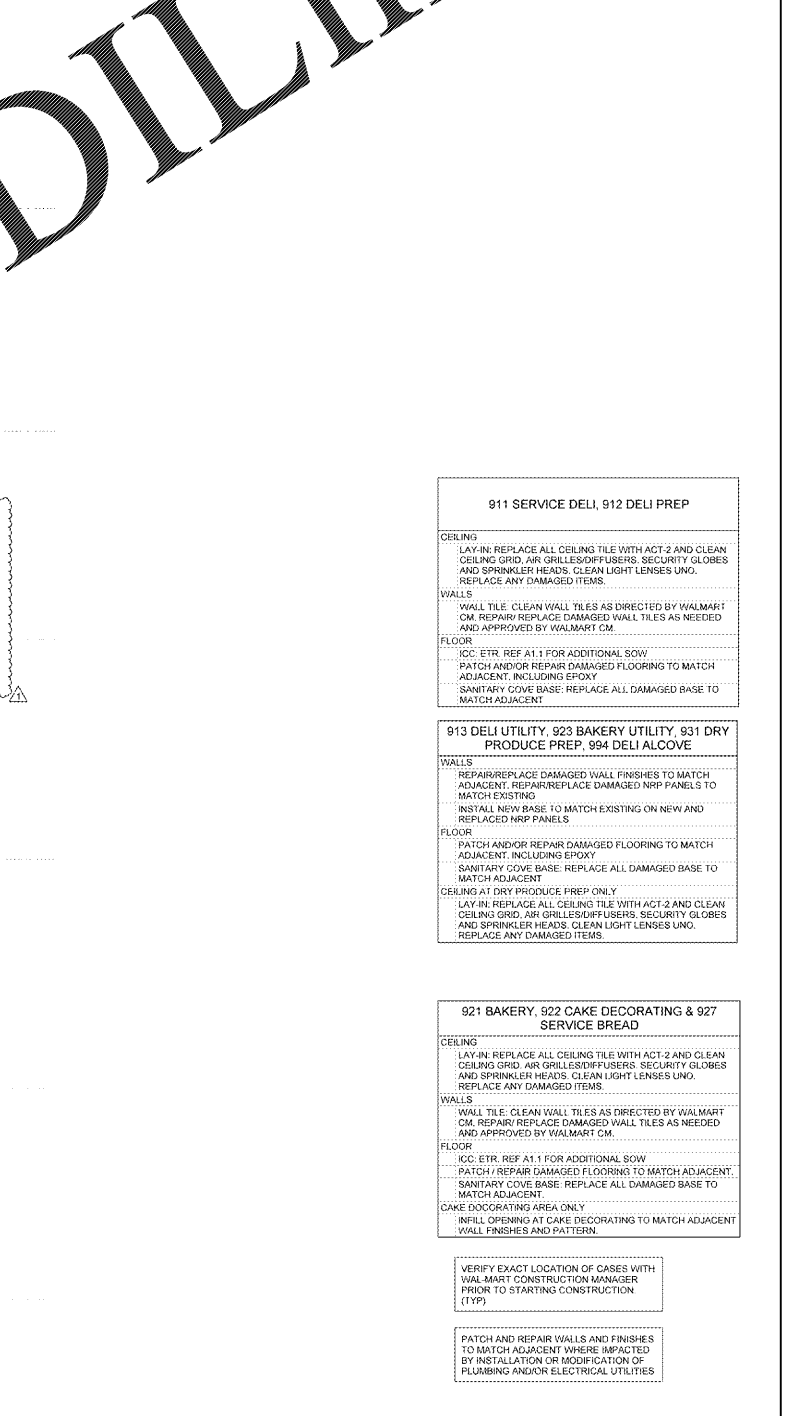 DILI
1
911 SERVICE DELI, 912 DELI PREP
CEILING
LAY-IN: REPLACE ALL CEILING TILE WITH ACT-2 AND CLEAN
CEILING GRID, AIR GRILLES/DIFFUSERS. SECURITY GLOBES
AND SPRINKLER HEADS. CLEAN LIGHT LENSES UNO.
REPLACE ANY DAMAGED ITEMS.
WALLS
WALL TILE: CLEAN WALL TILES AS DIRECTED BY WALMART
CM. REPAIR/ REPLACE DAMAGED WALL TILES AS NEEDED
AND APPROVED BY WALMART CM.
FLOOR
ICC: ETR. REF A1.1 FOR ADDITIONAL SOW
PATCH AND/OR REPAIR DAMAGED FLOORING TO MATCH
ADJACENT, INCLUDING EPOXY
SANITARY COVE BASE: REPLACE ALL DAMAGED BASE TO
MATCH ADJACENT
913 DELI UTILITY, 923 BAKERY UTILITY, 931 DRY
PRODUCE PREP, 994 DELI ALCOVE
WALLS
REPAIR/REPLACE DAMAGED WALL FINISHES TO MATCH
ADJACENT. REPAIR/REPLACE DAMAGED NRP PANELS TO
MATCH EXISTING
INSTALL NEW BASE TO MATCH EXISTING ON NEW AND
REPLACED NRP PANELS
FLOOR
PATCH AND/OR REPAIR DAMAGED FLOORING TO MATCH
ADJACENT, INCLUDING EPOXY
SANITARY COVE BASE: REPLACE ALL DAMAGED BASE TO
MATCH ADJACENT
CEILING AT DRY PRODUCE PREP ONLY
LAY-IN: REPLACE ALL CEILING TILE WITH ACT-2 AND CLEAN
CEILING GRID, AIR GRILLES/DIFFUSERS. SECURITY GLOBES
AND SPRINKLER HEADS. CLEAN LIGHT LENSES UNO.
REPLACE ANY DAMAGED ITEMS.
921 BAKERY, 922 CAKE DECORATING & 927
SERVICE BREAD
CEILING
LAY-IN: REPLACE ALL CEILING TILE WITH ACT-2 AND CLEAN
CEILING GRID, AIR GRILLES/DIFFUSERS. SECURITY GLOBES
AND SPRINKLER HEADS. CLEAN LIGHT LENSES UNO.
REPLACE ANY DAMAGED ITEMS.
WALLS
WALL TILE: CLEAN WALL TILES AS DIRECTED BY WALMART
CM, REPAIR/ REPLACE DAMAGED WALL TILES AS NEEDED
AND APPROVED BY WALMART CM.
FLOOR
ICC: ETR. REF A1.1 FOR ADDITIONAL SOW
PATCH / REPAIR DAMAGED FLOORING TO MATCH ADJACENT.
SANITARY COVE BASE: REPLACE ALL DAMAGED BASE TO
MATCH ADJACENT.
CAKE DOCORATING AREA ONLY
INFILL OPENING AT CAKE DECORATING TO MATCH ADJACENT
WALL FINISHES AND PATTERN.
VERIFY EXACT LOCATION OF CASES WITH
WAL-MART CONSTRUCTION MANAGER
PRIOR TO STARTING CONSTRUCTION
(TYP)
PATCH AND REPAIR WALLS AND FINISHES
TO MATCH ADJACENT WHERE IMPACTED
BY INSTALLATION OR MODIFICATION OF
PLUMBING AND/OR ELECTRICAL UTILITIES